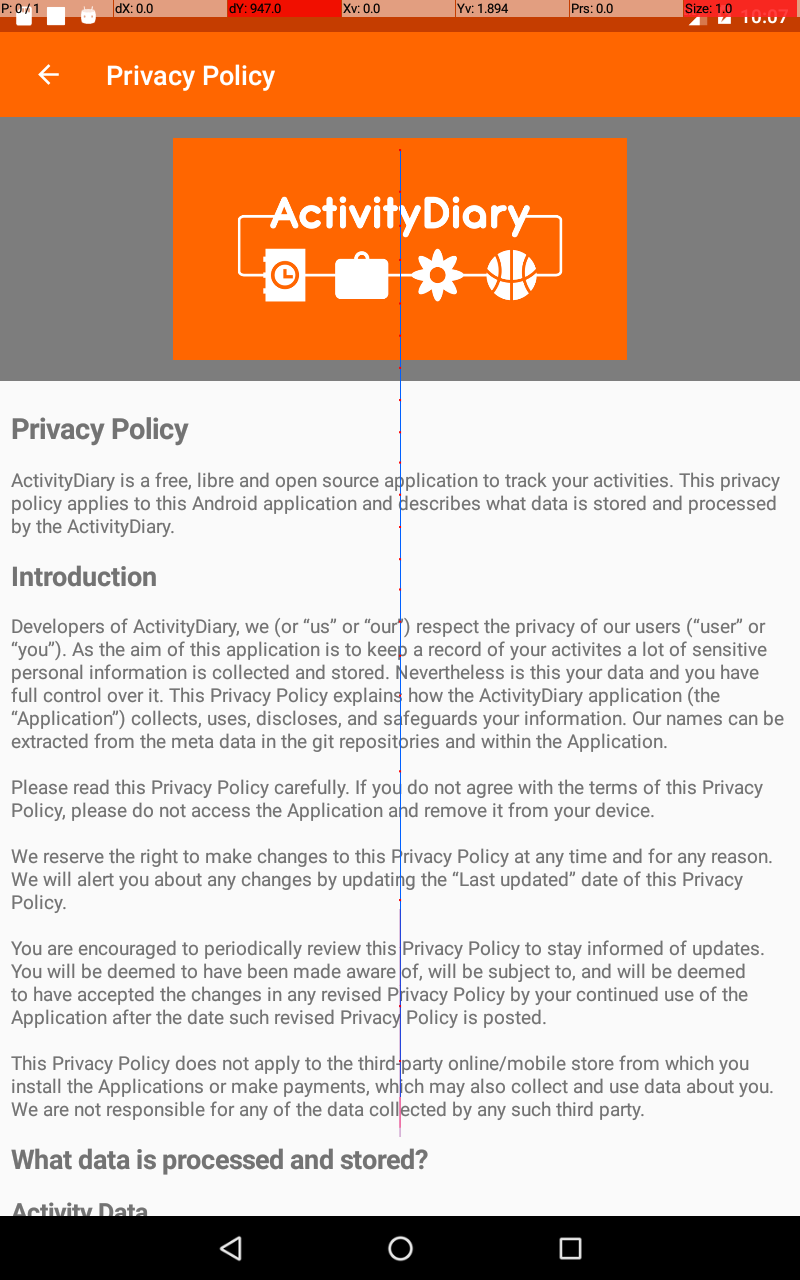 P: 0 / 1 dX: 0.0 dY: 947.0 Xv: 0.0 Yv: 1.894 Prs: 0.0 Size: 1.0
10:07
Privacy Policy
ActivityDiary
Privacy Policy
ActivityDiary is a free, libre and open source application to track your activities. This privacy
policy applies to this Android application and describes what data is stored and processed
by the ActivityDiary.
Introduction
Developers of ActivityDiary, we (or “us” or “our”) respect the privacy of our users (“user” or
“you”). As the aim of this application is to keep a record of your activites a lot of sensitive
personal information is collected and stored. Nevertheless is this your data and you have
full control over it. This Privacy Policy explains how the ActivityDiary application (the
“Application”) collects, uses, discloses, and safeguards your information. Our names can be
extracted from the meta data in the git repositories and within the Application.
Please read this Privacy Policy carefully. If you do not agree with the terms of this Privacy
Policy, please do not access the Application and remove it from your device.
We reserve the right to make changes to this Privacy Policy at any time and for any reason.
We will alert you about any changes by updating the “Last updated” date of this Privacy
Policy.
You are encouraged to periodically review this Privacy Policy to stay informed of updates.
You will be deemed to have been made aware of, will be subject to, and will be deemed
to have accepted the changes in any revised Privacy Policy by your continued use of the
Application after the date such revised Privacy Policy is posted.
This Privacy Policy does not apply to the third-party online/mobile store from which you
install the Applications or make payments, which may also collect and use data about you.
We are not responsible for any of the data collected by any such third party.
What data is processed and stored?
Activity Data